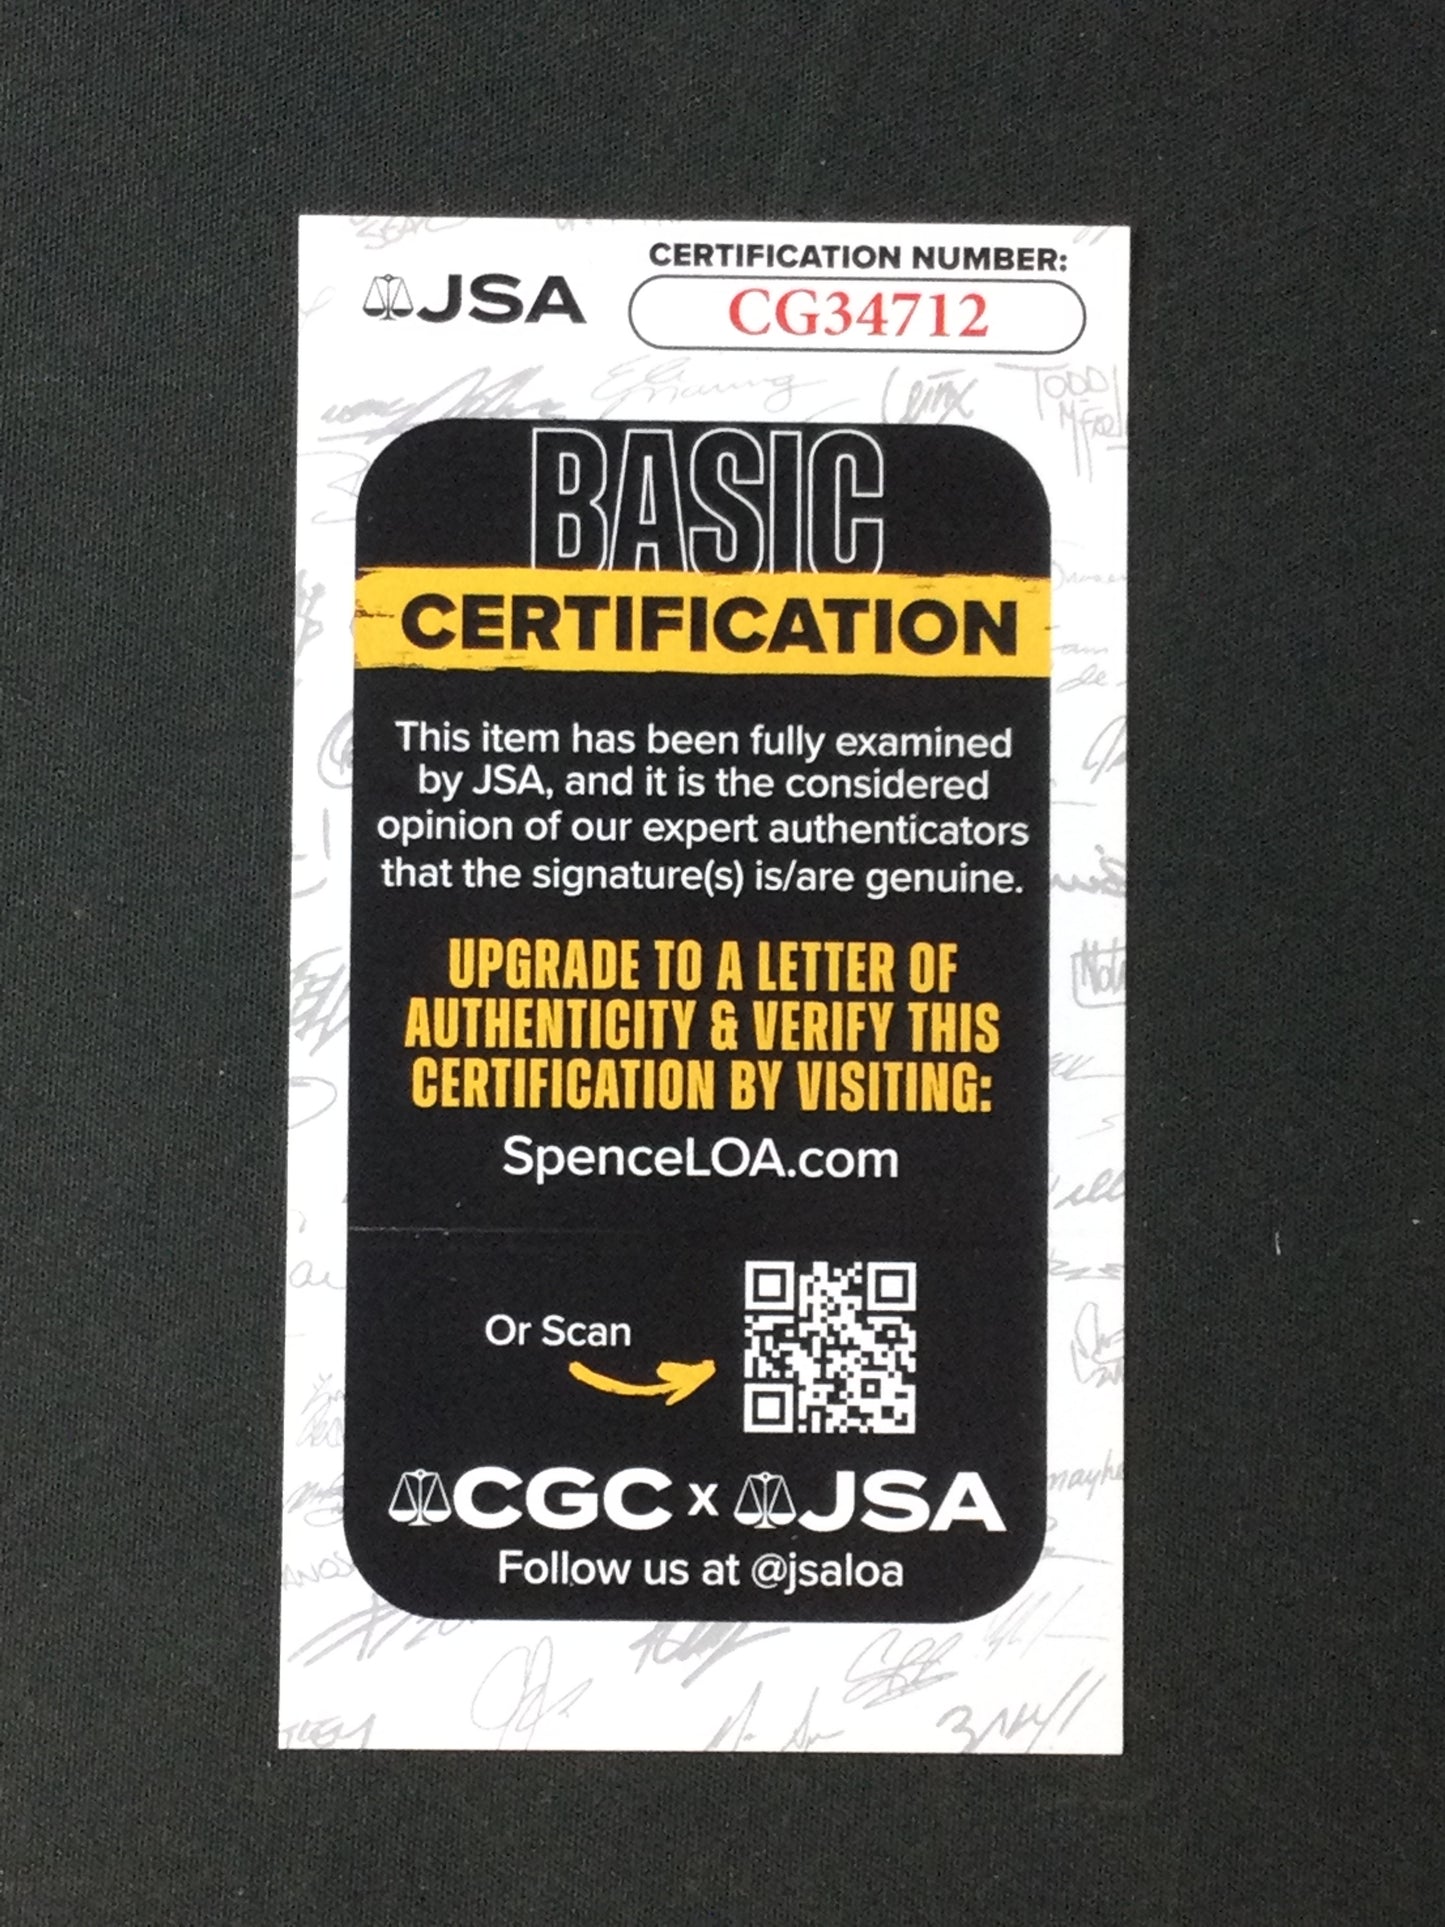 JSA
CERTIFICATION NUMBER:
CG34712
BASIC
CERTIFICATION
This item has been fully examined
by JSA, and it is the considered
opinion of our expert authenticators
that the signature(s) is/are genuine.
UPGRADE TO A LETTER OF
AUTHENTICITY & VERIFY THIS
CERTIFICATION BY VISITING:
SpenceLOA.com
Or Scan
CGC x JSA
Follow us at @jsaloa